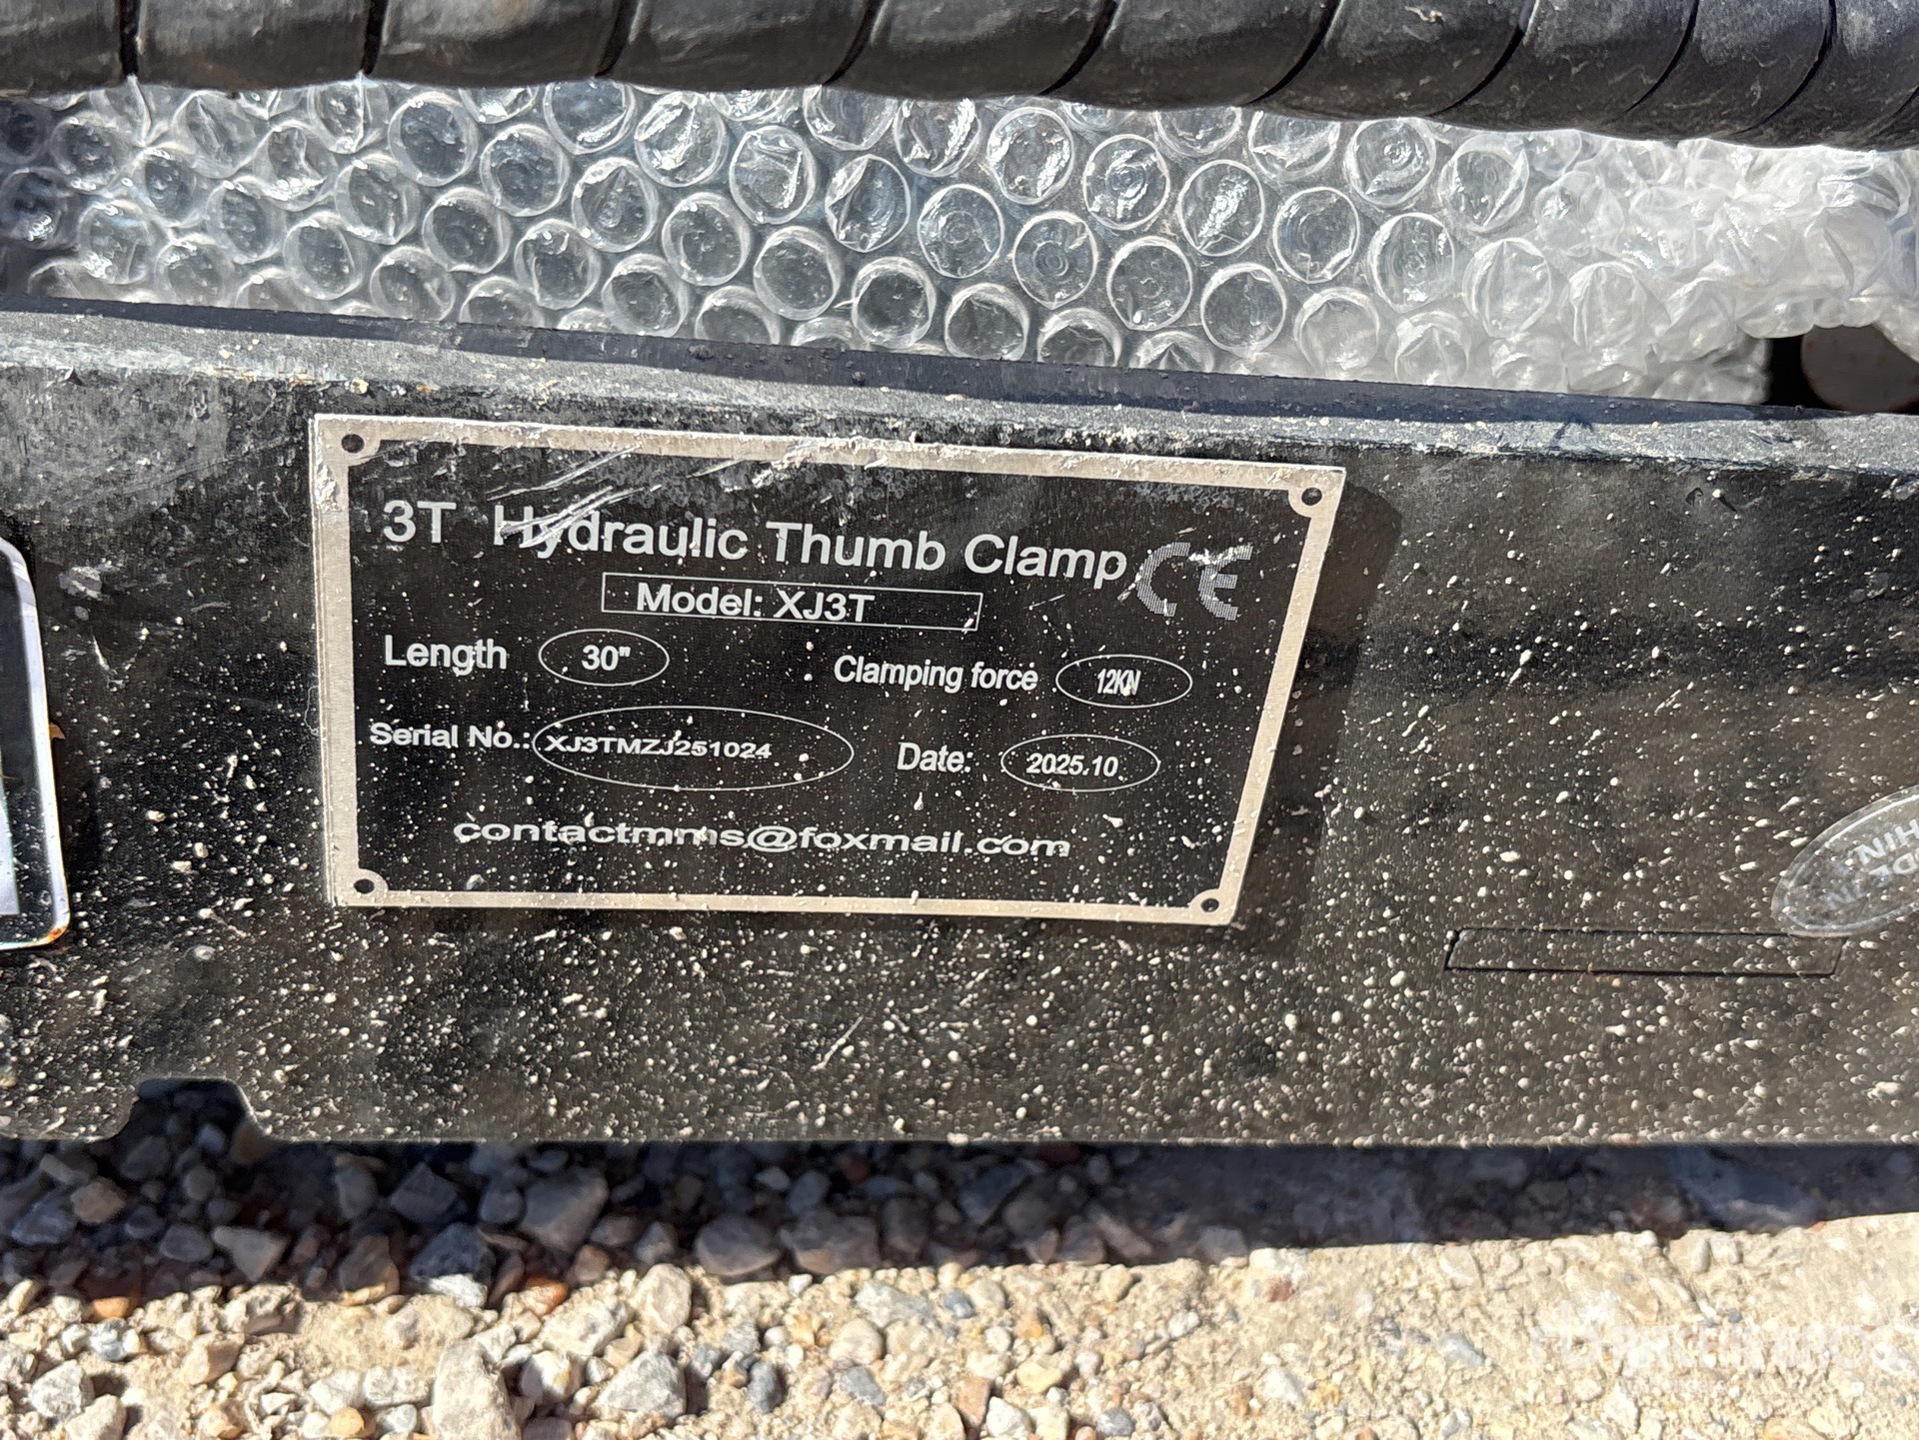 3T Hydraulic Thumb Clamp CE
Model: XJ3T
Length 30" Clamping force 12KN
Serial No.: XJ3TMZJ251024 Date: 2025.10
contactmms@foxmail.com